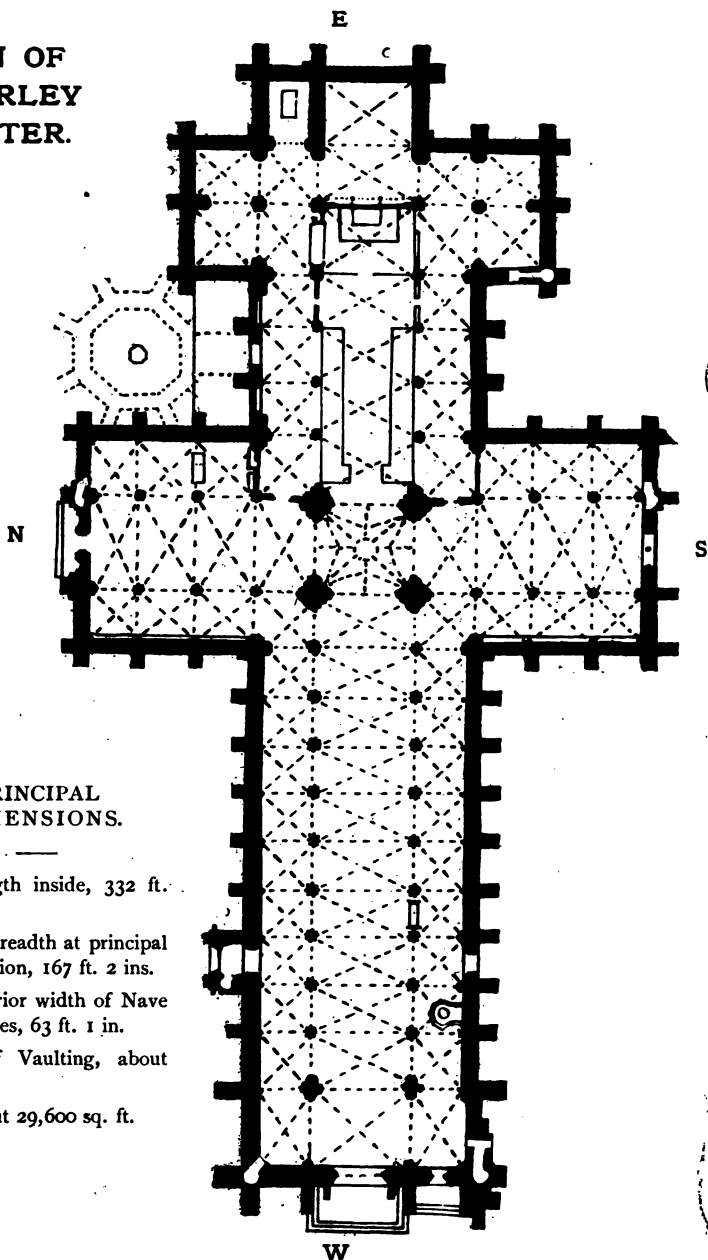 E
OF
RLEY
TER.
N
S
RINCIPAL
ENSIONS.
gth inside, 332 ft.
readth at principal
ion, 167 ft. 2 ins.
rior width of Nave
es, 63 ft. 1 in.
f Vaulting, about
t 29,600 sq. ft.
W